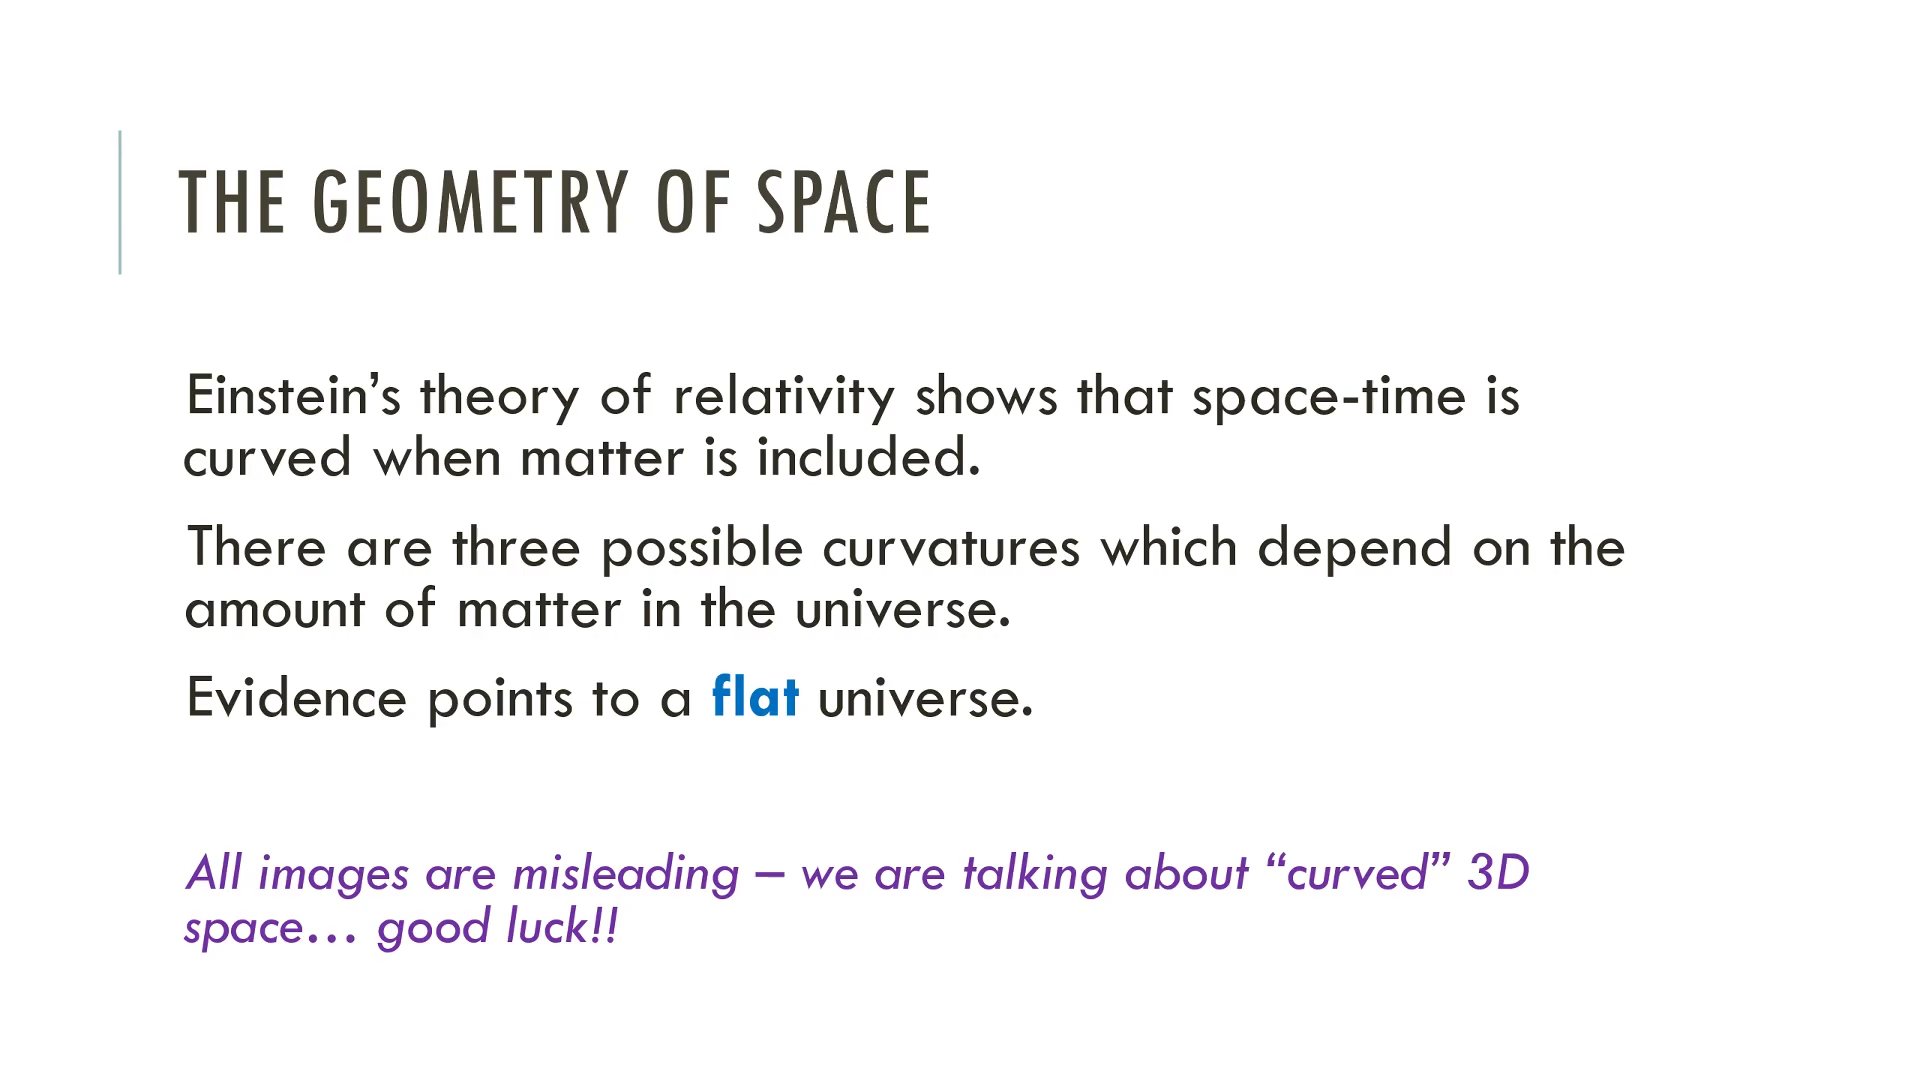 THE GEOMETRY OF SPACE
Einstein’s theory of relativity shows that space-time is
curved when matter is included.
There are three possible curvatures which depend on the
amount of matter in the universe.
Evidence points to a flat universe.
All images are misleading – we are talking about “curved” 3D
space… good luck!!